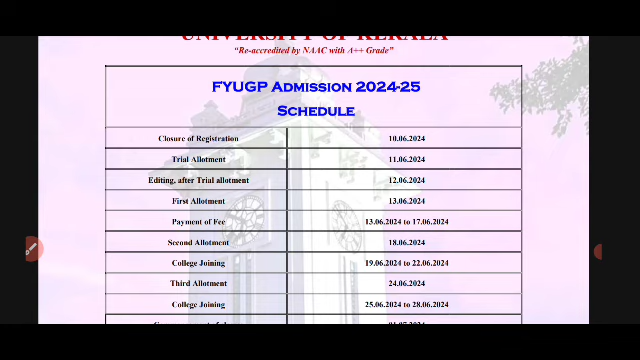 UNIVERSITY OF KERALA
"Re-accredited by NAAC with A++ Grade"
FYUGP ADMISSION 2024-25
SCHEDULE
Closure of Registration 10.06.2024
Trial Allotment 11.06.2024
Editing, after Trial allotment 12.06.2024
First Allotment 13.06.2024
Payment of Fee 13.06.2024 to 17.06.2024
Second Allotment 18.06.2024
College Joining 19.06.2024 to 22.06.2024
Third Allotment 24.06.2024
College Joining 25.06.2024 to 28.06.2024